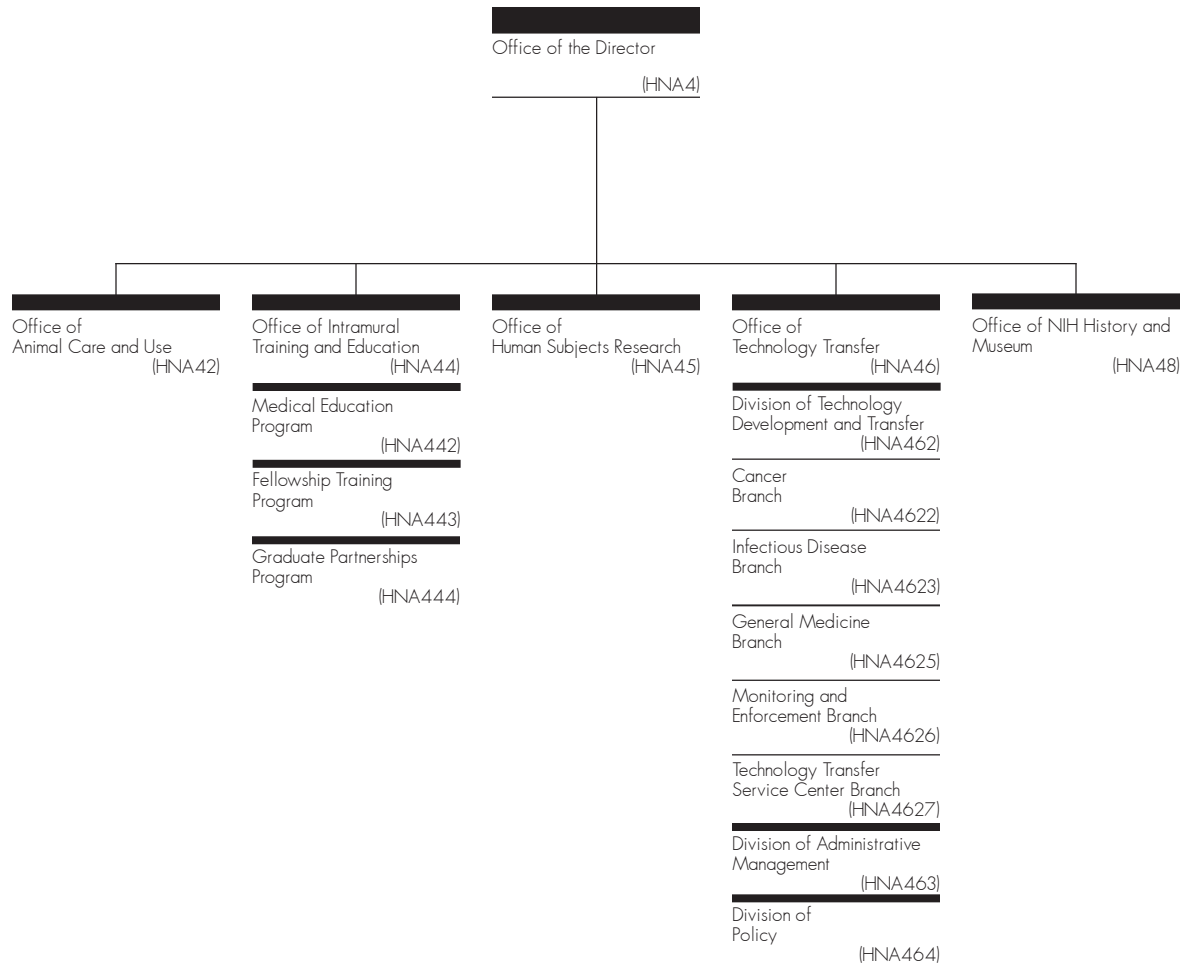 Office of the Director
(HNA4)
Office of
Animal Care and Use
(HNA42)
Office of Intramural
Training and Education
(HNA44)
Medical Education
Program
(HNA442)
Fellowship Training
Program
(HNA443)
Graduate Partnerships
Program
(HNA444)
Office of
Human Subjects Research
(HNA45)
Office of
Technology Transfer
(HNA46)
Division of Technology
Development and Transfer
(HNA462)
Cancer
Branch
(HNA4622)
Infectious Disease
Branch
(HNA4623)
General Medicine
Branch
(HNA4625)
Monitoring and
Enforcement Branch
(HNA4626)
Technology Transfer
Service Center Branch
(HNA4627)
Division of Administrative
Management
(HNA463)
Division of
Policy
(HNA464)
Office of NIH History and
Museum
(HNA48)